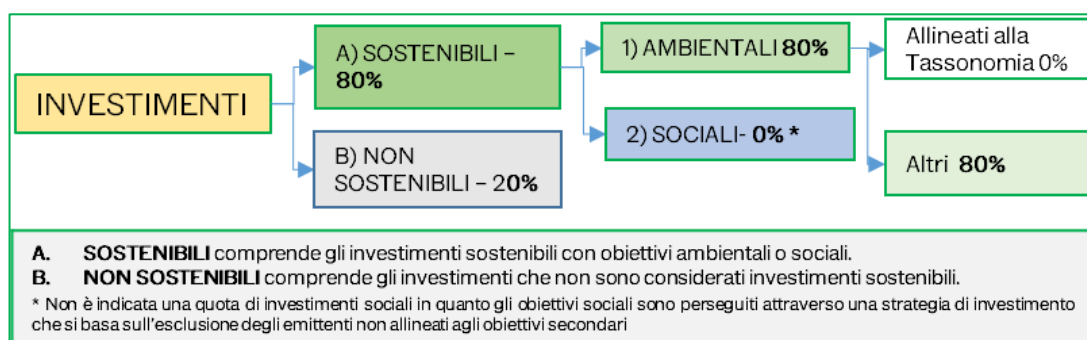 INVESTIMENTI
A) SOSTENIBILI –
80%
B) NON
SOSTENIBILI – 20%
1) AMBIENTALI 80%
2) SOCIALI- 0% *
Allineati alla
Tassonomia 0%
Altri 80%
A. SOSTENIBILI comprende gli investimenti sostenibili con obiettivi ambientali o sociali.
B. NON SOSTENIBILI comprende gli investimenti che non sono considerati investimenti sostenibili.
* Non è indicata una quota di investimenti sociali in quanto gli obiettivi sociali sono perseguiti attraverso una strategia di investimento
che si basa sull'esclusione degli emittenti non allineati agli obiettivi secondari